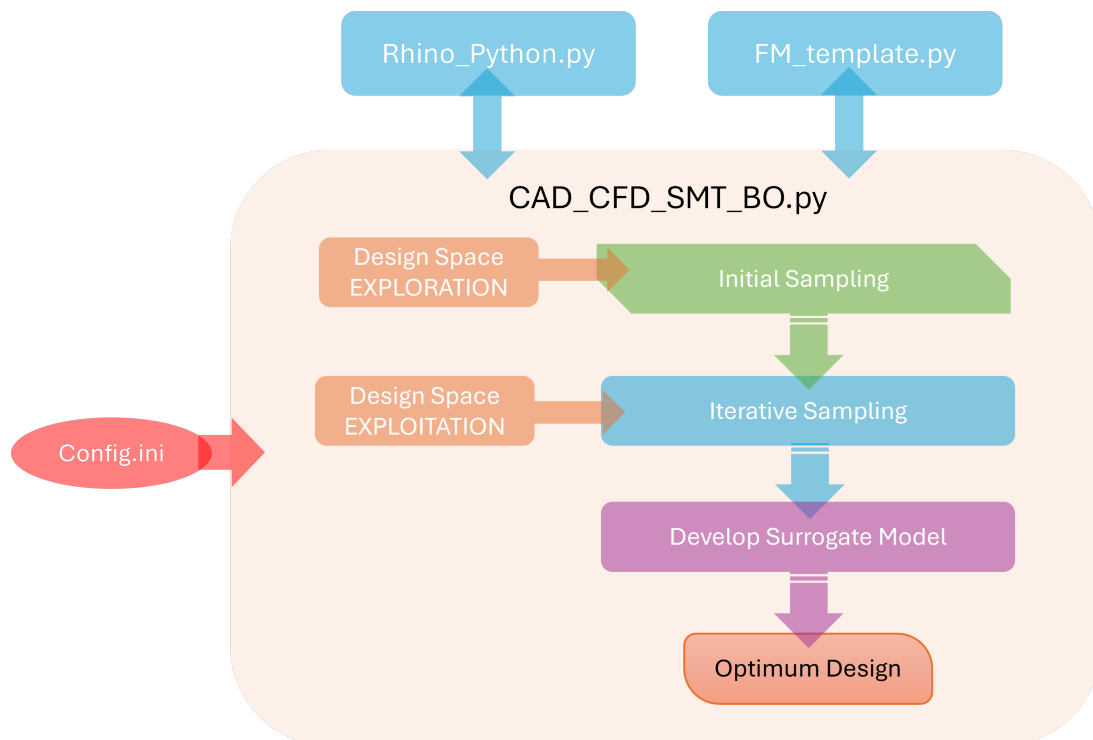 Rhino_Python.py
FM_template.py
CAD_CFD_SMT_BO.py
Design Space
EXPLORATION
Initial Sampling
Design Space
EXPLOITATION
Iterative Sampling
Config.ini
Develop Surrogate Model
Optimum Design